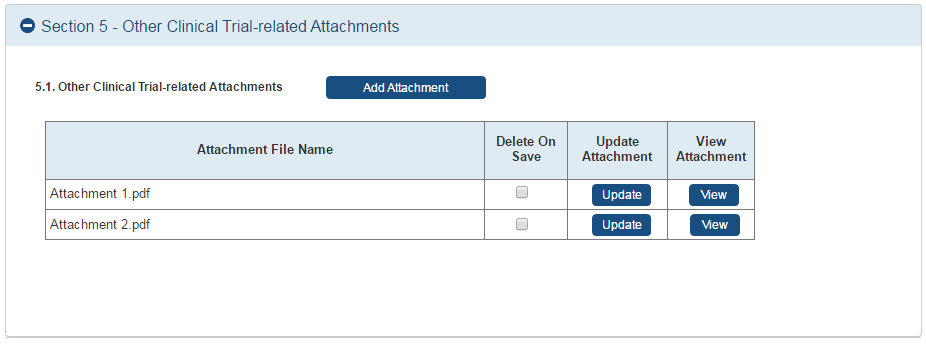 Section 5 - Other Clinical Trial-related Attachments
5.1. Other Clinical Trial-related Attachments Add Attachment
Attachment File Name Delete On Save Update Attachment View Attachment
Attachment 1.pdf Update View
Attachment 2.pdf Update View